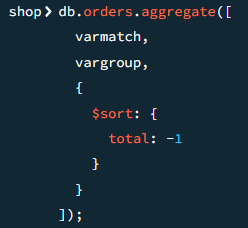 shop> db.orders.aggregate([
varmatch,
vargroup,
{
$sort: {
total: -1
}
}
]);